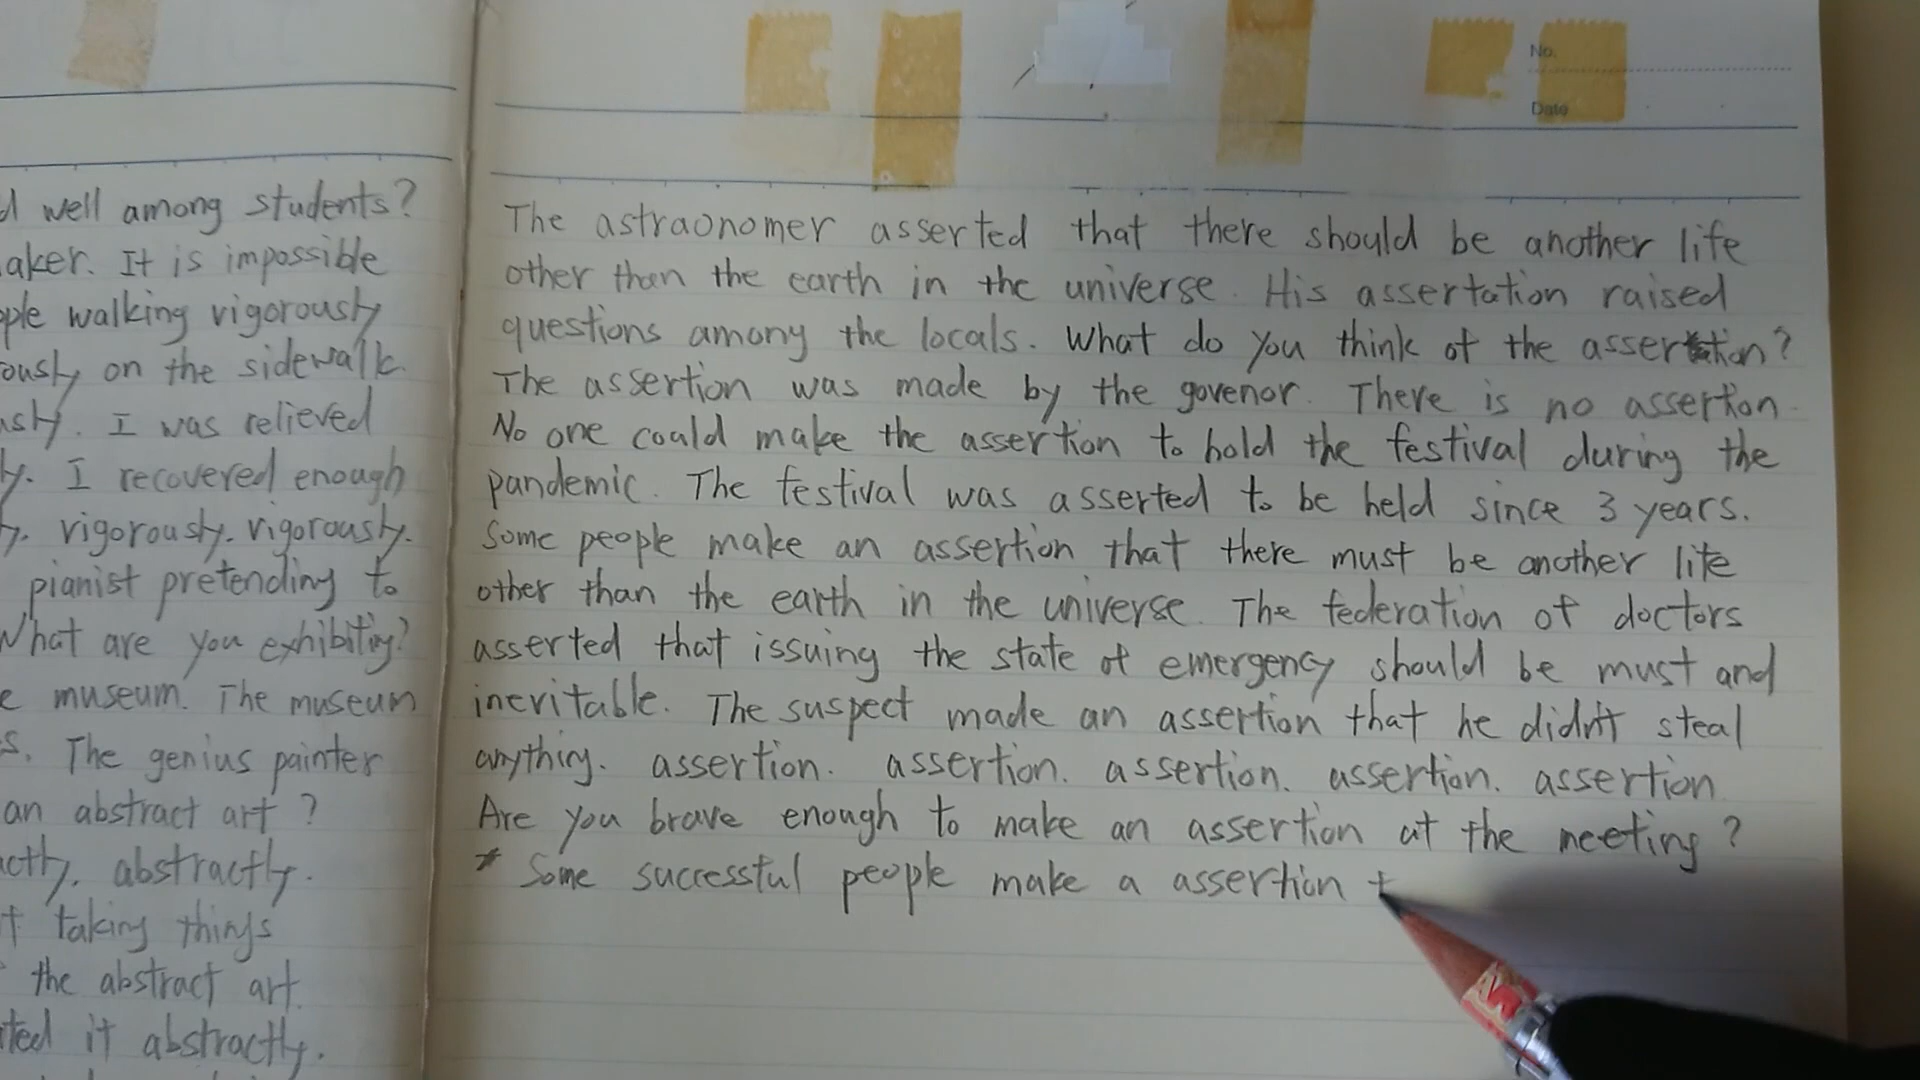 well among students?
aker. It is impossible
ple walking vigorously
ously on the sidewalk.
usly. I was relieved
y. I recovered enough
y. vigorously. vigorously.
pianist pretending to
What are you exhibiting?
e museum. The museum
s. The genius painter
an abstract art?
actly, abstractly.
taking things
the abstract art.
ted it abstractly.
No.
Date
The astraonomer asserted that there should be another life
other than the earth in the universe. His assertation raised
questions among the locals. What do you think of the assertion?
The assertion was made by the govenor. There is no assertion.
No one could make the assertion to hold the festival during the
pandemic. The festival was asserted to be held since 3 years.
Some people make an assertion that there must be another life
other than the earth in the universe. The federation of doctors
asserted that issuing the state of emergency should be must and
inevitable. The suspect made an assertion that he didn't steal
anything. assertion. assertion. assertion. assertion. assertion
Are you brave enough to make an assertion at the meeting?
* Some successful people make a assertion t